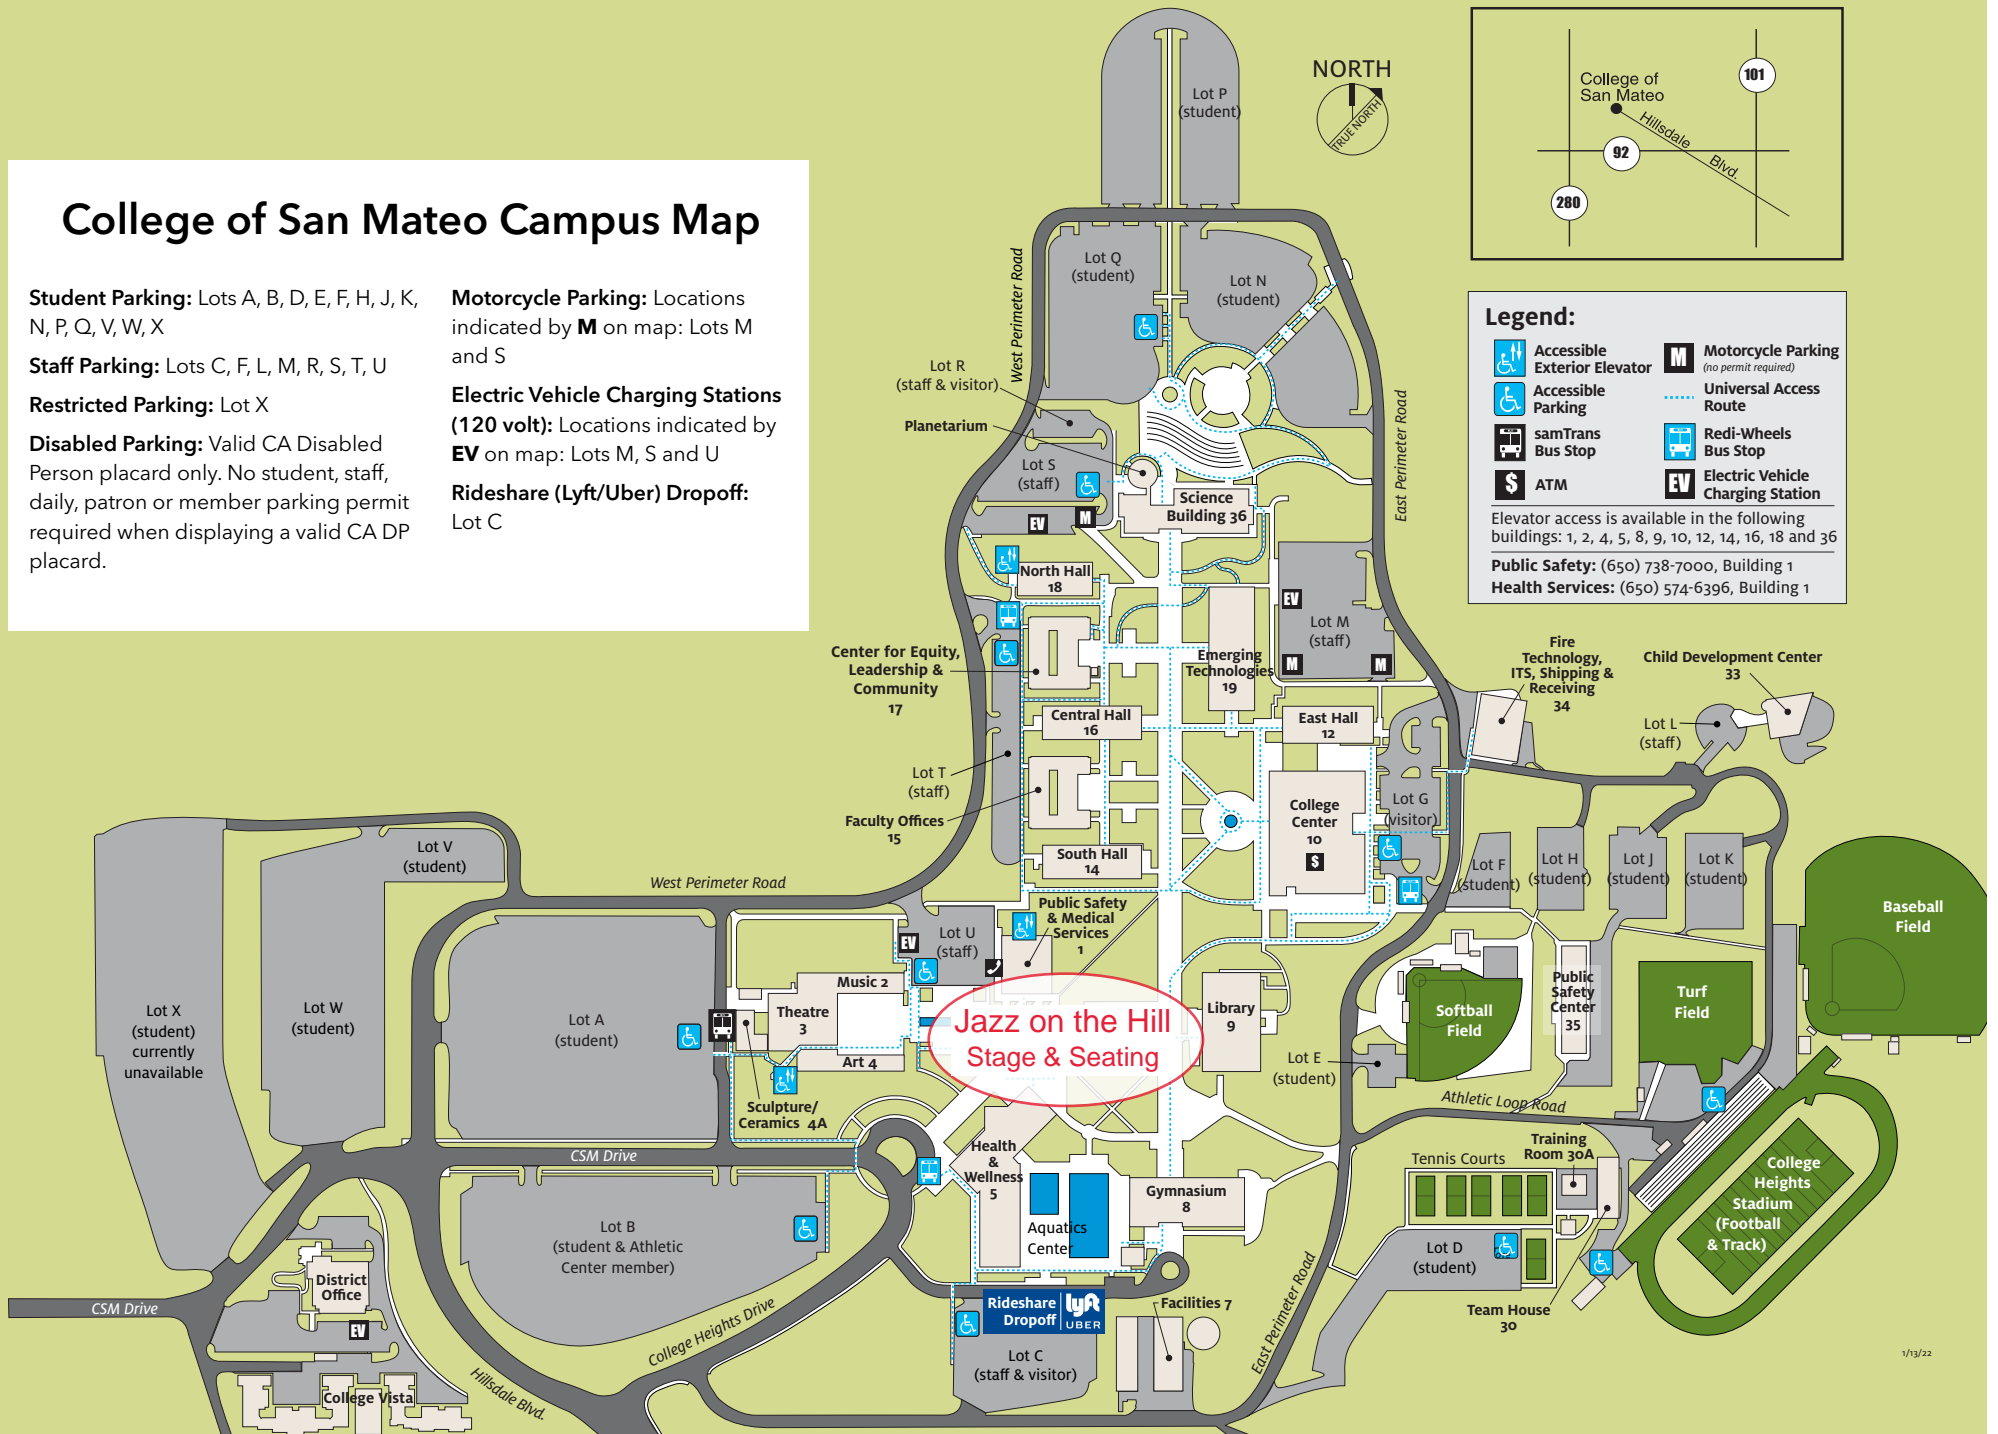 College of San Mateo Campus Map
Student Parking: Lots A, B, D, E, F, H, J, K,
N, P, Q, V, W, X
Staff Parking: Lots C, F, L, M, R, S, T, U
Restricted Parking: Lot X
Disabled Parking: Valid CA Disabled
Person placard only. No student, staff,
daily, patron or member parking permit
required when displaying a valid CA DP
placard.
Motorcycle Parking: Locations
indicated by M on map: Lots M
and S
Electric Vehicle Charging Stations
(120 volt): Locations indicated by
EV on map: Lots M, S and U
Rideshare (Lyft/Uber) Dropoff:
Lot C
NORTH
TRUE NORTH
College of
San Mateo
101
Hillsdale
Blvd.
92
280
Legend:
Accessible
Exterior Elevator
M
Motorcycle Parking
(no permit required)
Accessible
Parking
Universal Access
Route
samTrans
Bus Stop
Redi-Wheels
Bus Stop
$
ATM
EV
Electric Vehicle
Charging Station
Elevator access is available in the following
buildings: 1, 2, 4, 5, 8, 9, 10, 12, 14, 16, 18 and 36
Public Safety: (650) 738-7000, Building 1
Health Services: (650) 574-6396, Building 1
Lot P
(student)
Lot Q
(student)
Lot N
(student)
West Perimeter Road
East Perimeter Road
Lot R
(staff & visitor)
Planetarium
Lot S
(staff)
EV
M
Science
Building 36
North Hall
18
EV
Lot M
(staff)
M
M
Center for Equity,
Leadership &
Community
17
Emerging
Technologies
19
Fire
Technology,
ITS, Shipping &
Receiving
34
Child Development Center
33
Lot L
(staff)
Central Hall
16
East Hall
12
Lot T
(staff)
Faculty Offices
15
College
Center
10
$
Lot G
(visitor)
South Hall
14
Lot F
(student)
Lot H
(student)
Lot J
(student)
Lot K
(student)
Lot V
(student)
West Perimeter Road
Public Safety
& Medical
Services
1
Baseball
Field
EV
Lot U
(staff)
Music 2
Theatre
3
Art 4
Sculpture/
Ceramics 4A
Lot X
(student)
currently
unavailable
Lot W
(student)
Lot A
(student)
Jazz on the Hill
Stage & Seating
Library
9
Softball
Field
Public
Safety
Center
35
Turf
Field
Lot E
(student)
Athletic Loop Road
CSM Drive
Health
&
Wellness
5
Tennis Courts
Training
Room 30A
College
Heights
Stadium
(Football
& Track)
Gymnasium
8
Aquatics
Center
Lot B
(student & Athletic
Center member)
Lot D
(student)
Team House
30
District
Office
EV
CSM Drive
College Heights Drive
Rideshare
Dropoff
lyft
UBER
Facilities 7
East Perimeter Road
Lot C
(staff & visitor)
Hillsdale Blvd.
College Vista
1/13/22